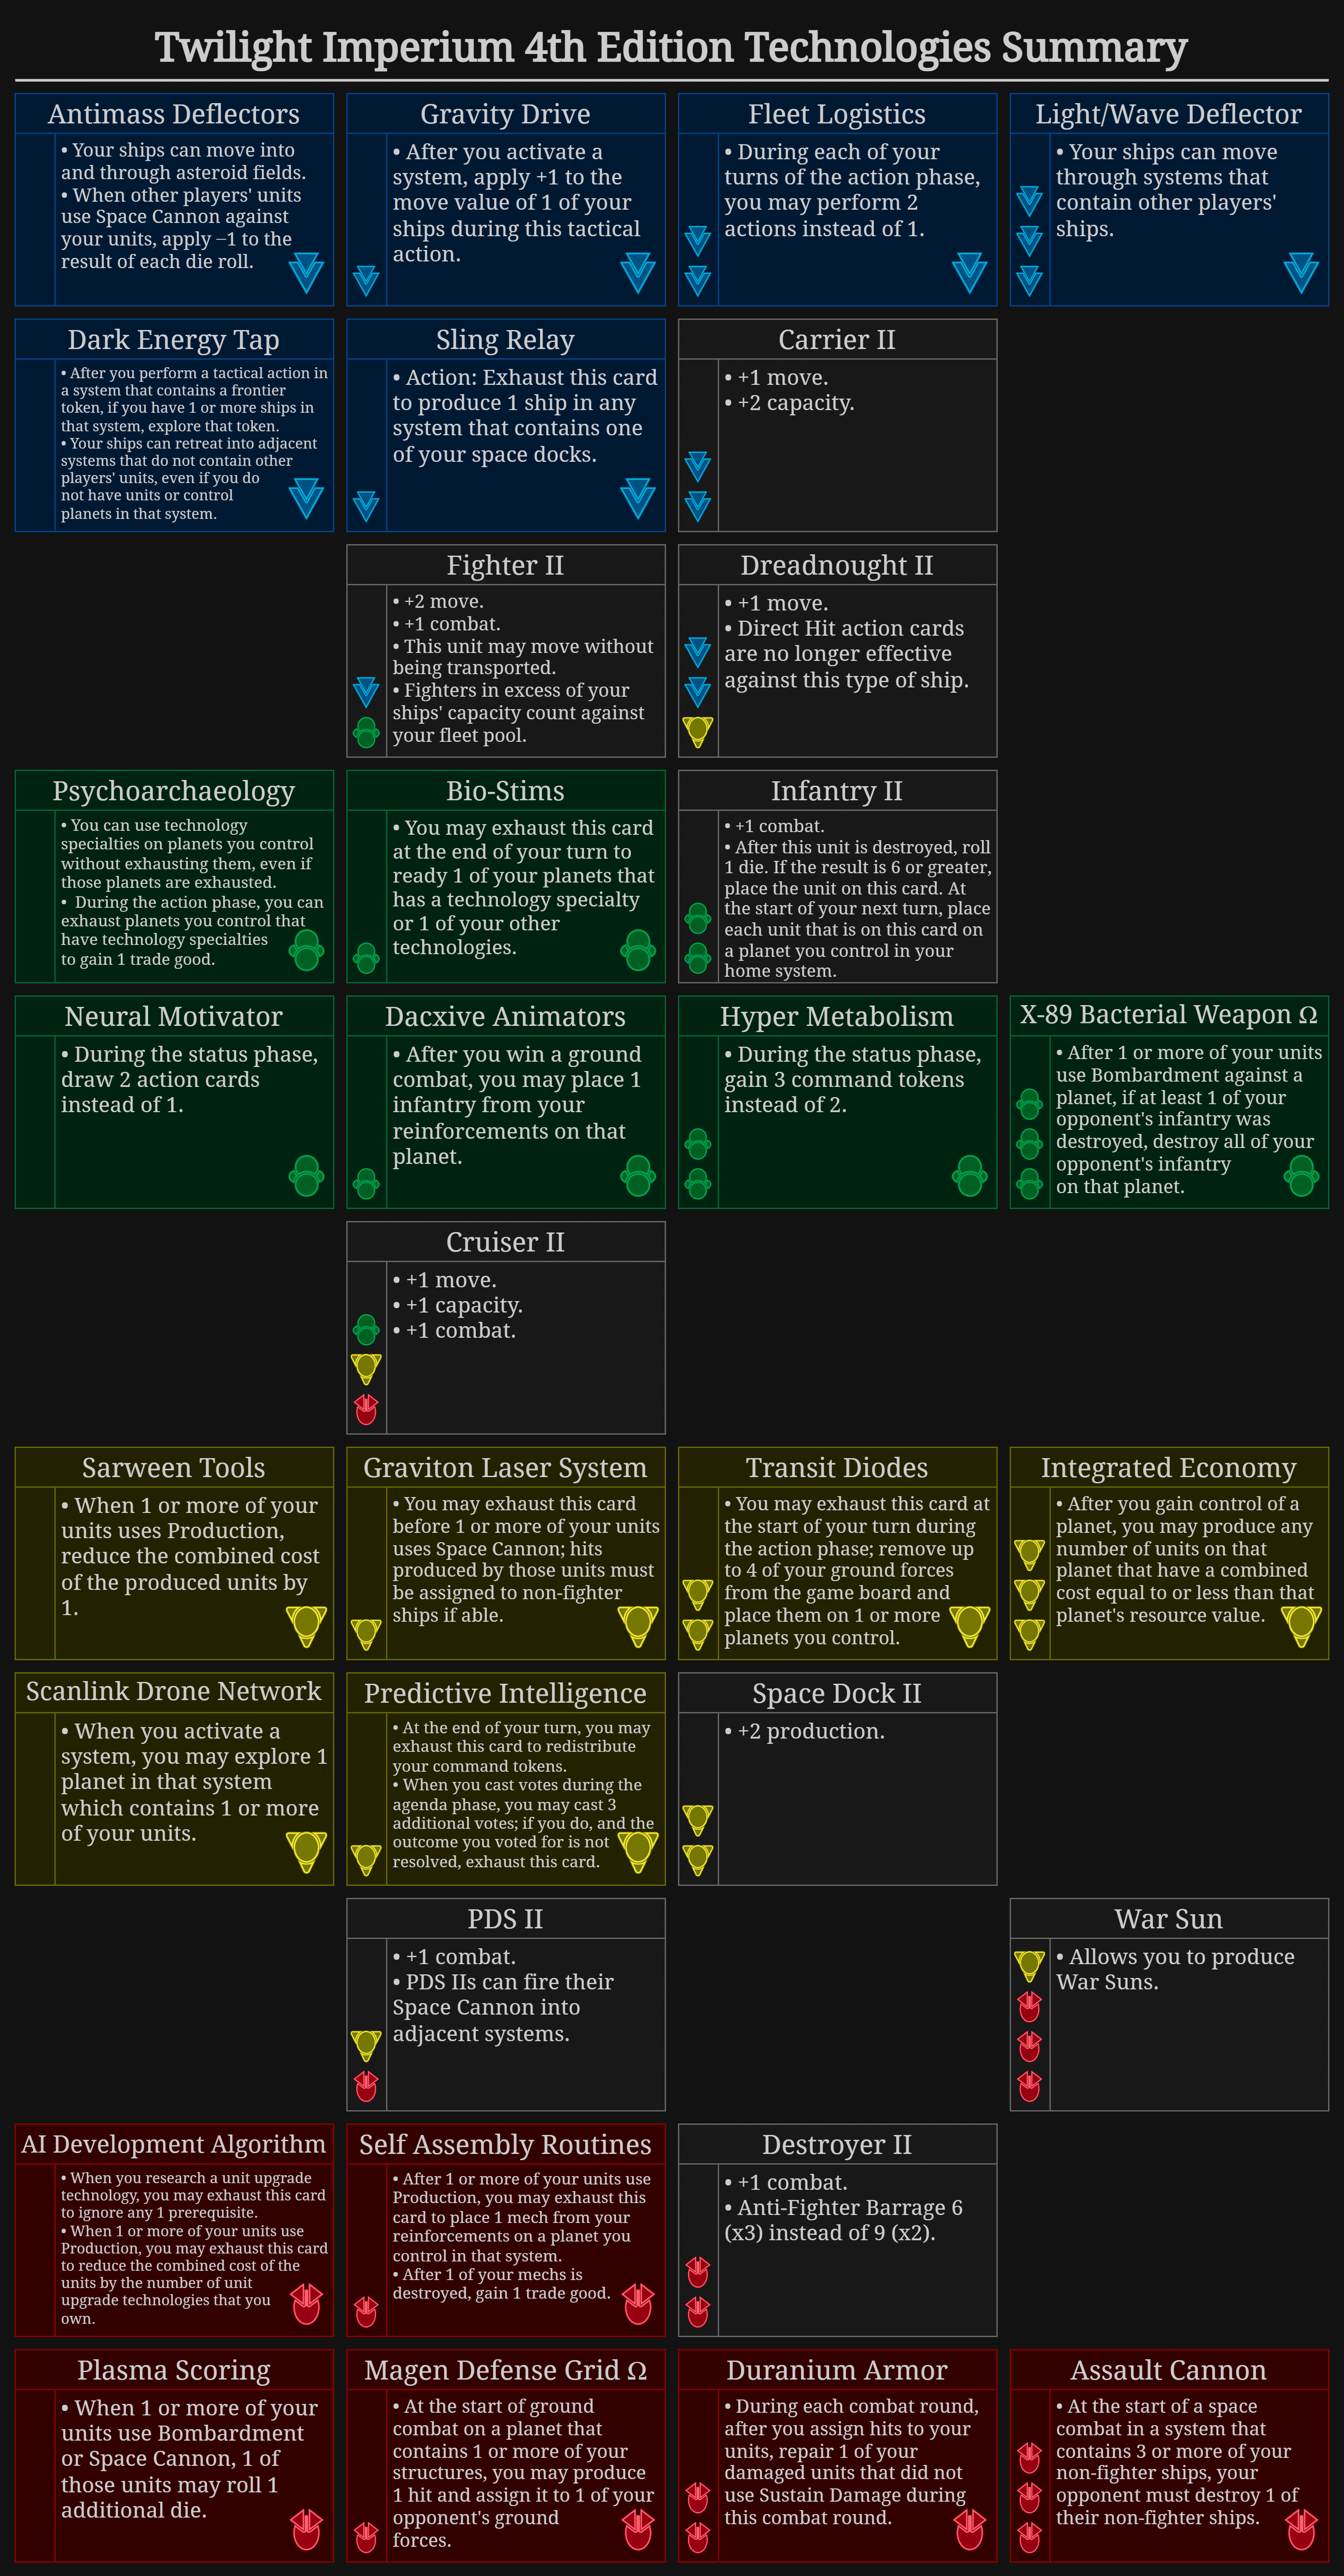 Twilight Imperium 4th Edition Technologies Summary
Antimass Deflectors
• Your ships can move into
and through asteroid fields.
• When other players' units
use Space Cannon against
your units, apply −1 to the
result of each die roll.
Gravity Drive
• After you activate a
system, apply +1 to the
move value of 1 of your
ships during this tactical
action.
Fleet Logistics
• During each of your
turns of the action phase,
you may perform 2
actions instead of 1.
Light/Wave Deflector
• Your ships can move
through systems that
contain other players'
ships.
Dark Energy Tap
• After you perform a tactical action in
a system that contains a frontier
token, if you have 1 or more ships in
that system, explore that token.
• Your ships can retreat into adjacent
systems that do not contain other
players' units, even if you do
not have units or control
planets in that system.
Sling Relay
• Action: Exhaust this card
to produce 1 ship in any
system that contains one
of your space docks.
Carrier II
• +1 move.
• +2 capacity.
Fighter II
• +2 move.
• +1 combat.
• This unit may move without
being transported.
• Fighters in excess of your
ships' capacity count against
your fleet pool.
Dreadnought II
• +1 move.
• Direct Hit action cards
are no longer effective
against this type of ship.
Psychoarchaeology
• You can use technology
specialties on planets you control
without exhausting them, even if
those planets are exhausted.
• During the action phase, you can
exhaust planets you control that
have technology specialties
to gain 1 trade good.
Bio-Stims
• You may exhaust this card
at the end of your turn to
ready 1 of your planets that
has a technology specialty
or 1 of your other
technologies.
Infantry II
• +1 combat.
• After this unit is destroyed, roll
1 die. If the result is 6 or greater,
place the unit on this card. At
the start of your next turn, place
each unit that is on this card on
a planet you control in your
home system.
Neural Motivator
• During the status phase,
draw 2 action cards
instead of 1.
Dacxive Animators
• After you win a ground
combat, you may place 1
infantry from your
reinforcements on that
planet.
Hyper Metabolism
• During the status phase,
gain 3 command tokens
instead of 2.
X-89 Bacterial Weapon Ω
• After 1 or more of your units
use Bombardment against a
planet, if at least 1 of your
opponent's infantry was
destroyed, destroy all of your
opponent's infantry
on that planet.
Cruiser II
• +1 move.
• +1 capacity.
• +1 combat.
Sarween Tools
• When 1 or more of your
units uses Production,
reduce the combined cost
of the produced units by
1.
Graviton Laser System
• You may exhaust this card
before 1 or more of your units
uses Space Cannon; hits
produced by those units must
be assigned to non-fighter
ships if able.
Transit Diodes
• You may exhaust this card at
the start of your turn during
the action phase; remove up
to 4 of your ground forces
from the game board and
place them on 1 or more
planets you control.
Integrated Economy
• After you gain control of a
planet, you may produce any
number of units on that
planet that have a combined
cost equal to or less than that
planet's resource value.
Scanlink Drone Network
• When you activate a
system, you may explore 1
planet in that system
which contains 1 or more
of your units.
Predictive Intelligence
• At the end of your turn, you may
exhaust this card to redistribute
your command tokens.
• When you cast votes during the
agenda phase, you may cast 3
additional votes; if you do, and the
outcome you voted for is not
resolved, exhaust this card.
Space Dock II
• +2 production.
PDS II
• +1 combat.
• PDS IIs can fire their
Space Cannon into
adjacent systems.
War Sun
• Allows you to produce
War Suns.
AI Development Algorithm
• When you research a unit upgrade
technology, you may exhaust this card
to ignore any 1 prerequisite.
• When 1 or more of your units use
Production, you may exhaust this card
to reduce the combined cost of the
units by the number of unit
upgrade technologies that you
own.
Self Assembly Routines
• After 1 or more of your units use
Production, you may exhaust this
card to place 1 mech from your
reinforcements on a planet you
control in that system.
• After 1 of your mechs is
destroyed, gain 1 trade good.
Destroyer II
• +1 combat.
• Anti-Fighter Barrage 6
(x3) instead of 9 (x2).
Plasma Scoring
• When 1 or more of your
units use Bombardment
or Space Cannon, 1 of
those units may roll 1
additional die.
Magen Defense Grid Ω
• At the start of ground
combat on a planet that
contains 1 or more of your
structures, you may produce
1 hit and assign it to 1 of your
opponent's ground
forces.
Duranium Armor
• During each combat round,
after you assign hits to your
units, repair 1 of your
damaged units that did not
use Sustain Damage during
this combat round.
Assault Cannon
• At the start of a space
combat in a system that
contains 3 or more of your
non-fighter ships, your
opponent must destroy 1 of
their non-fighter ships.